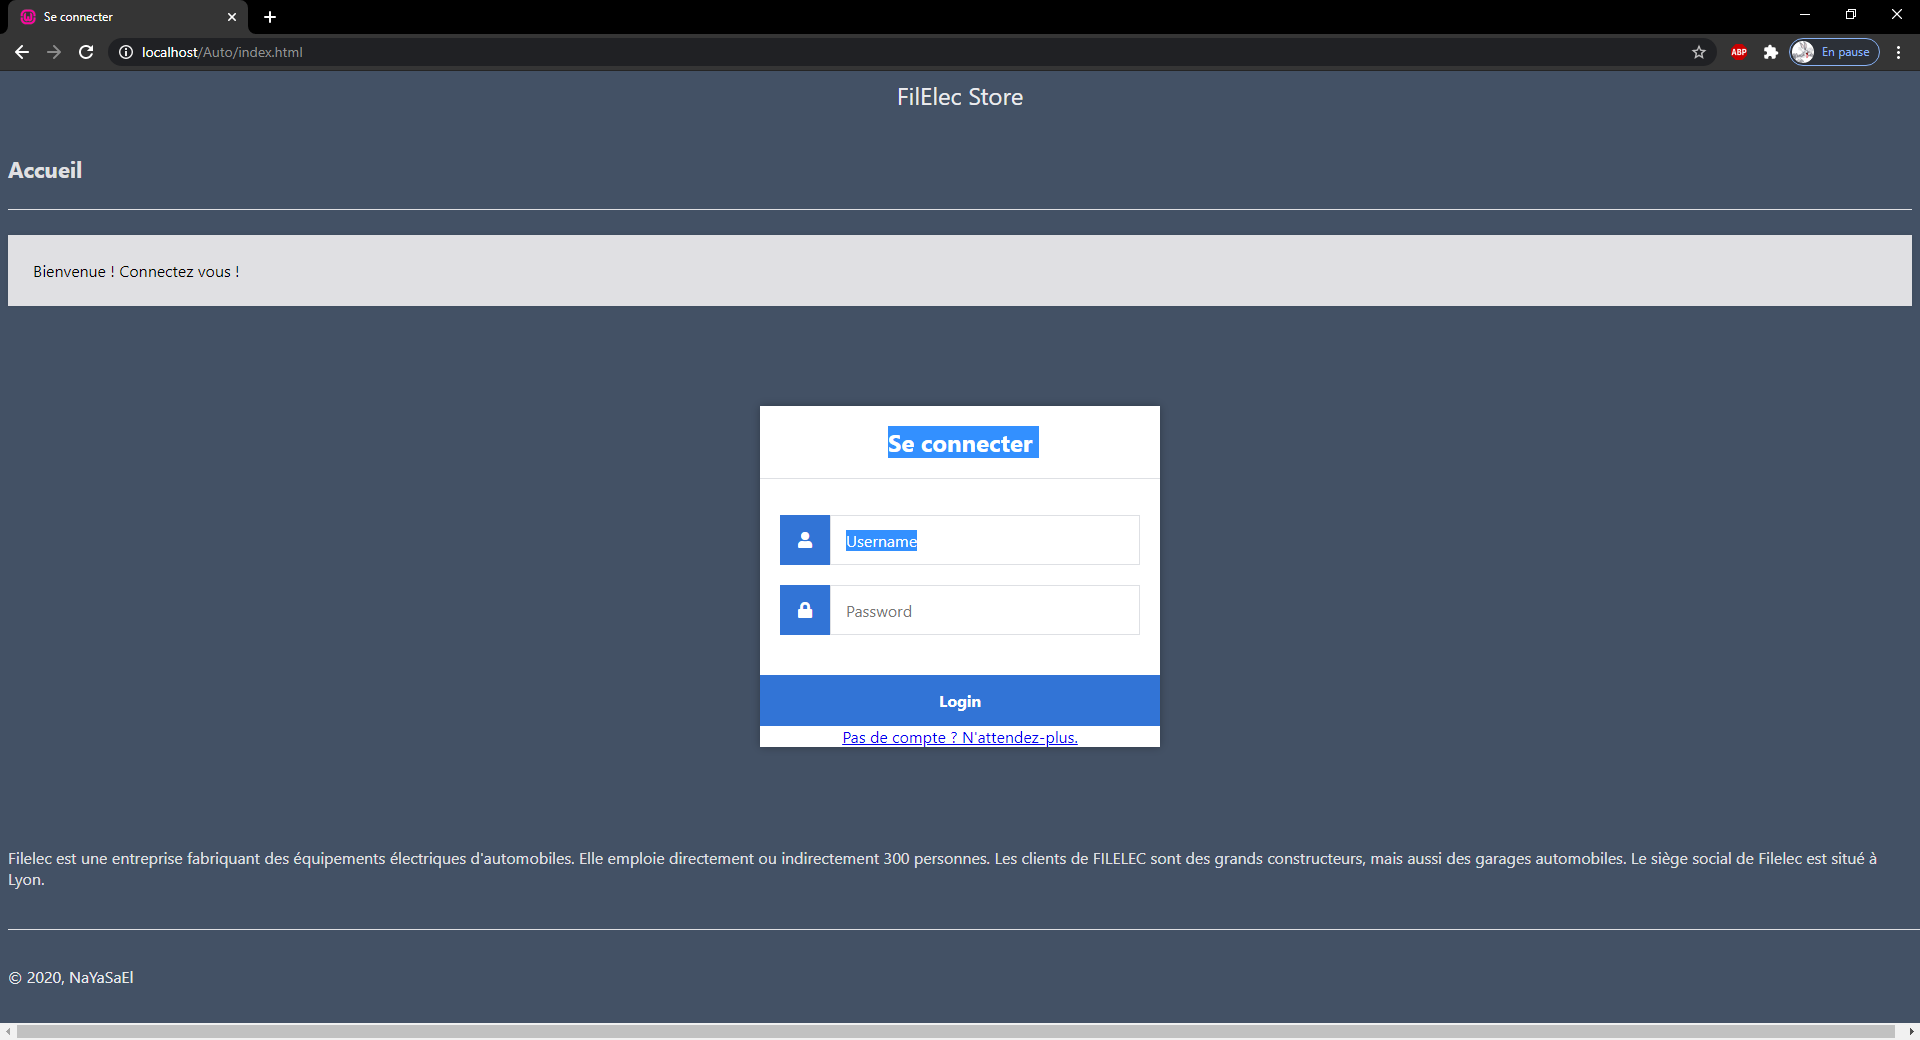 Se connecter
localhost/Auto/index.html
ABP
En pause
FilElec Store
Accueil
Bienvenue ! Connectez vous !
Se connecter
Username
Password
Login
Pas de compte ? N'attendez-plus.
Filelec est une entreprise fabriquant des équipements électriques d'automobiles. Elle emploie directement ou indirectement 300 personnes. Les clients de FILELEC sont des grands constructeurs, mais aussi des garages automobiles. Le siège social de Filelec est situé à
Lyon.
© 2020, NaYaSaEl